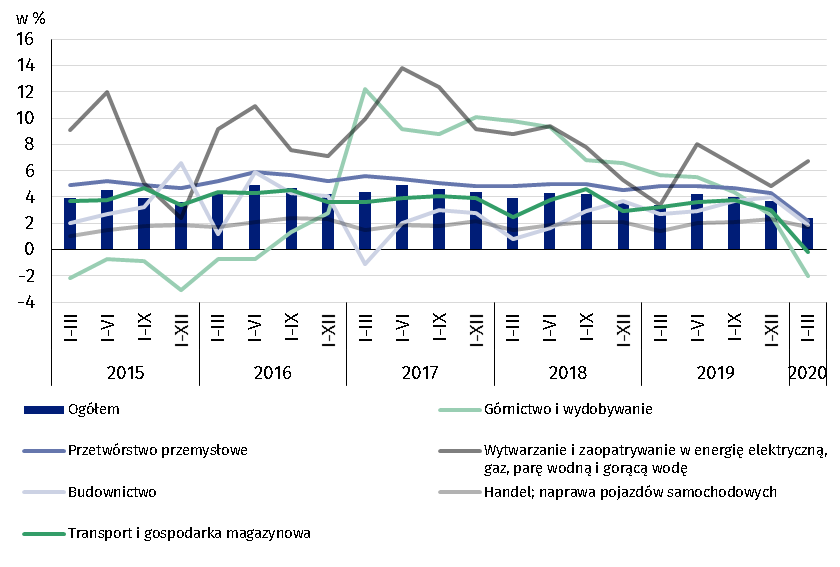 w %
16
14
12
10
8
6
4
2
0
-2
-4
I-III I-VI I-IX I-XII I-III I-VI I-IX I-XII I-III I-VI I-IX I-XII I-III I-VI I-IX I-XII I-III I-VI I-IX I-XII I-III
2015 2016 2017 2018 2019 2020
Ogółem
Górnictwo i wydobywanie
Przetwórstwo przemysłowe
Wytwarzanie i zaopatrywanie w energię elektryczną,
gaz, parę wodną i gorącą wodę
Budownictwo
Handel; naprawa pojazdów samochodowych
Transport i gospodarka magazynowa